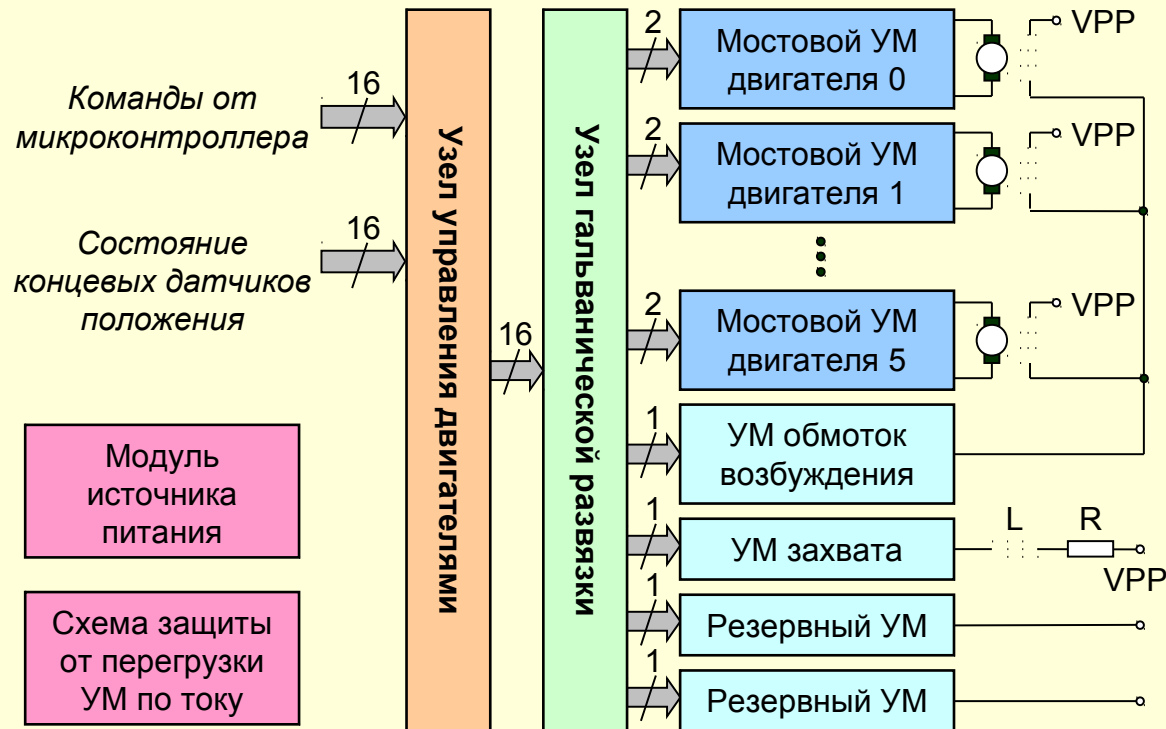 Команды от
микроконтроллера
16
Состояние
концевых датчиков
положения
16
Модуль
источника
питания
Схема защиты
от перегрузки
УМ по току
Узел управления двигателями
16
Узел гальванической развязки
2
Мостовой УМ
двигателя 0
VPP
2
Мостовой УМ
двигателя 1
VPP
2
Мостовой УМ
двигателя 5
VPP
1
УМ обмоток
возбуждения
1
УМ захвата
L
R
VPP
1
Резервный УМ
1
Резервный УМ